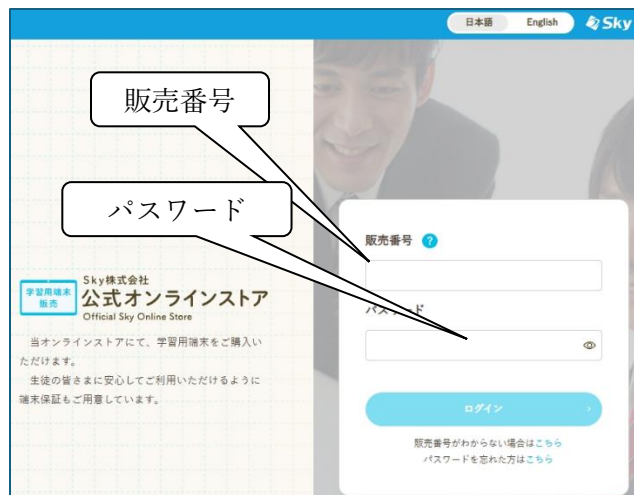 日本語 English Sky
販売番号
パスワード
販売番号 ?
パスワード
学習用端末
販売
Sky株式会社
公式オンラインストア
Official Sky Online Store
当オンラインストアにて、学習用端末をご購入い
ただけます。
生徒の皆さまに安心してご利用いただけるように
端末保証もご用意しています。
ログイン
販売番号がわからない場合はこちら
パスワードを忘れた方はこちら